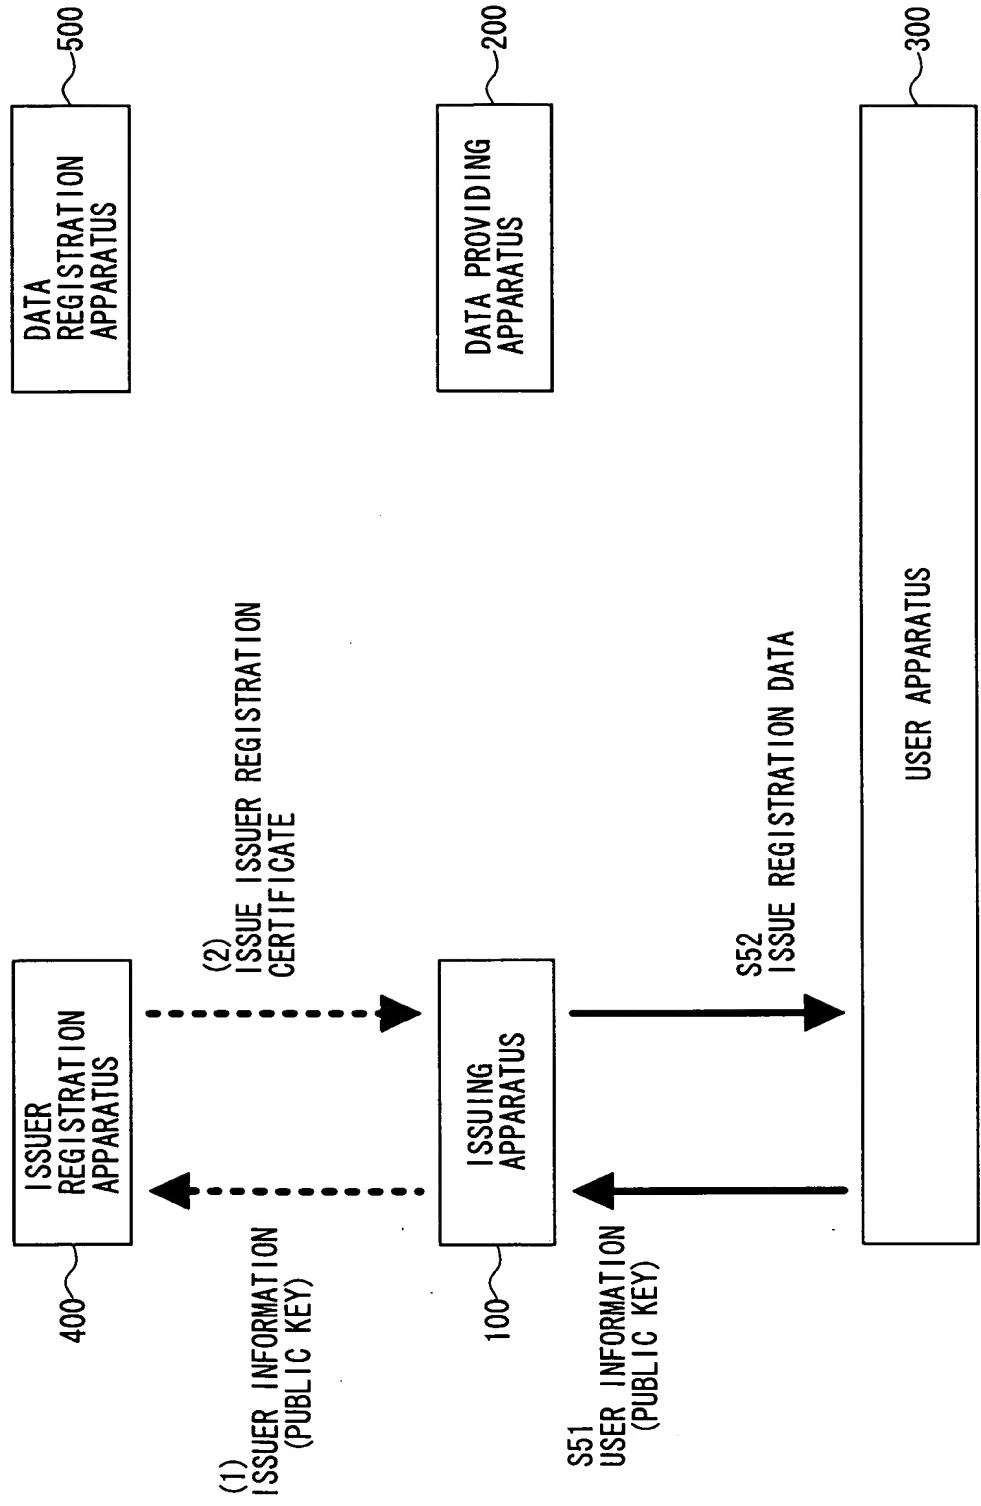 400
ISSUER
REGISTRATION
APPARATUS
DATA
REGISTRATION
APPARATUS
500
(1)
ISSUER INFORMATION
(PUBLIC KEY)
(2)
ISSUE ISSUER REGISTRATION
CERTIFICATE
100
ISSUING
APPARATUS
DATA PROVIDING
APPARATUS
200
S51
USER INFORMATION
(PUBLIC KEY)
S52
ISSUE REGISTRATION DATA
USER APPARATUS
300